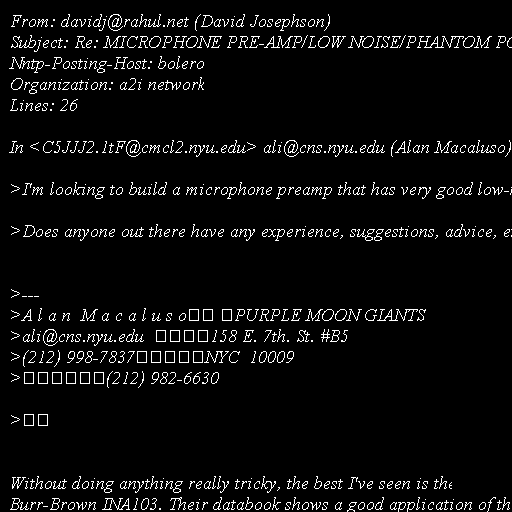 From: davidj@rahul.net (David Josephson)
Subject: Re: MICROPHONE PRE-AMP/LOW NOISE/PHANTOM
Nntp-Posting-Host: bolero
Organization: a2i network
Lines: 26
In <C5JJJ2.1tF@cmcl2.nyu.edu> ali@cns.nyu.edu (Alan Macaluso)
>I'm looking to build a microphone preamp that has very good
>Does anyone out there have any experience, suggestions, advice,
>---
>A l a n  M a c a l u s o□□ □PURPLE MOON GIANTS
>ali@cns.nyu.edu  □□□□158 E. 7th. St. #B5
>(212) 998-7837□□□□□NYC  10009
>□□□□□□(212) 982-6630
>□□
Without doing anything really tricky, the best I've seen is the
Burr-Brown INA103. Their databook shows a good application of